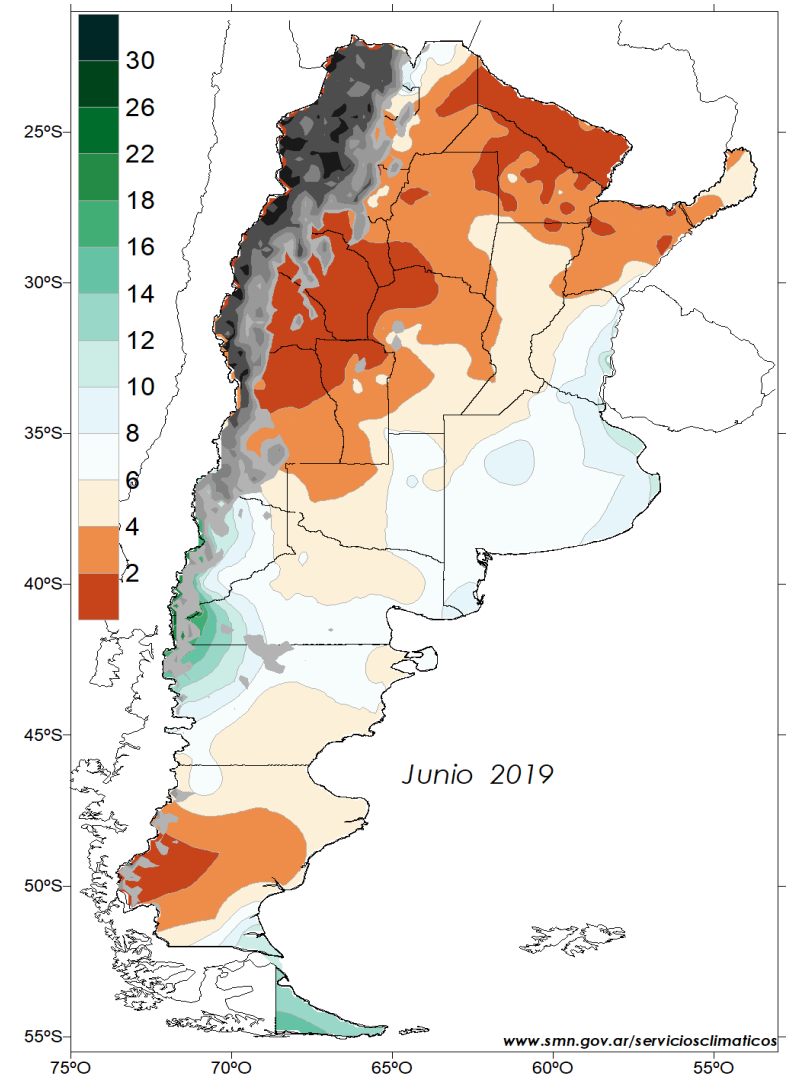 30
26
22
18
16
14
12
10
8
6
4
2
25ºS
30ºS
35ºS
40ºS
45ºS
50ºS
55ºS
Junio 2019
www.smn.gov.ar/serviciosclimaticos
75ºO 70ºO 65ºO 60ºO 55ºO